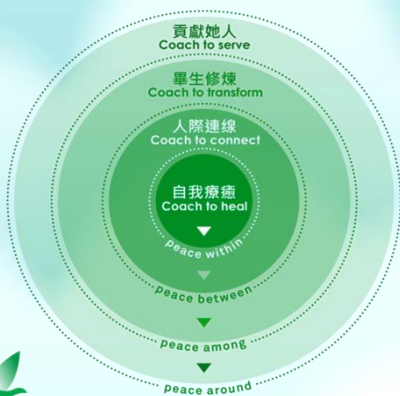 貢獻她人
Coach to serve
畢生修煉
Coach to transform
人際連线
Coach to connect
自我療癒
Coach to heal
peace within
peace between
peace among
peace around